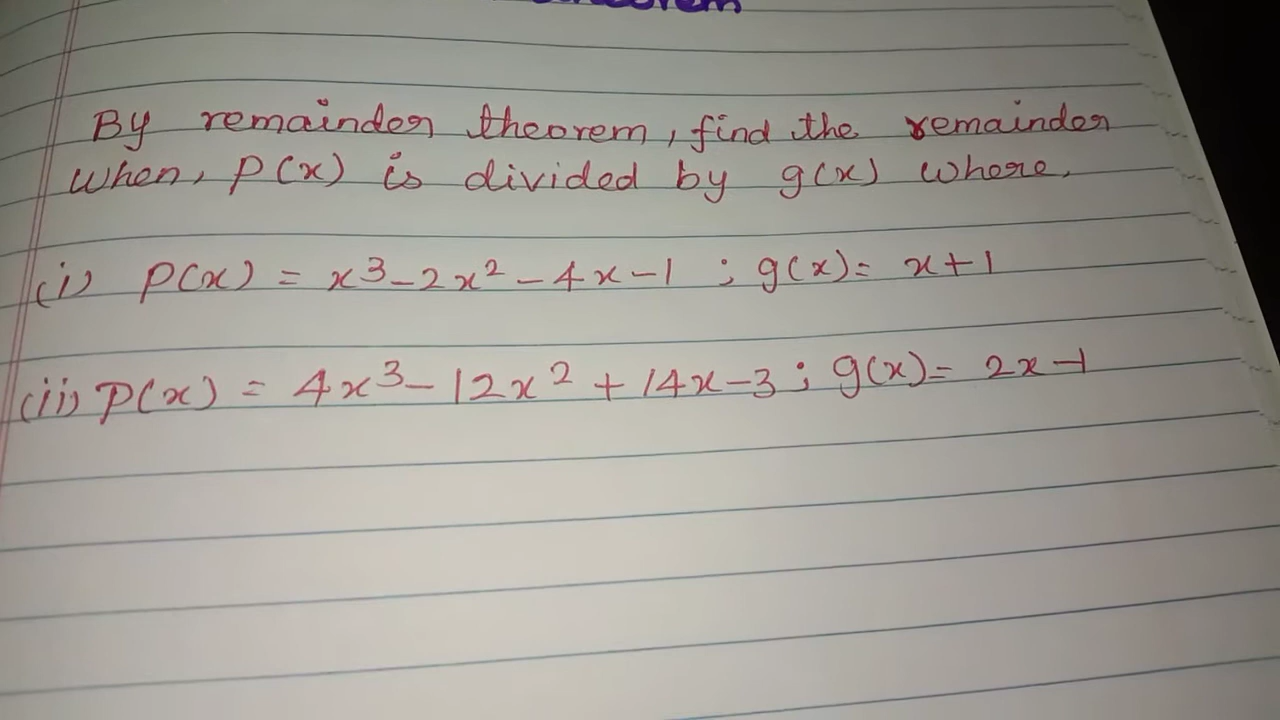 By remainder theorem, find the remainder
when, p(x) is divided by g(x) where,
(i) p(x) = x³-2x²-4x-1 ; g(x)= x+1
(ii) p(x) = 4x³-12x²+14x-3 ; g(x)= 2x-1